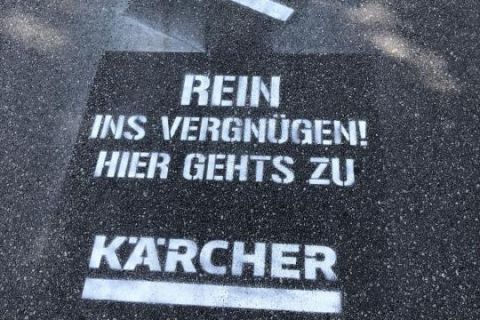 REIN
INS VERGNÜGEN!
HIER GEHTS ZU
KÄRCHER